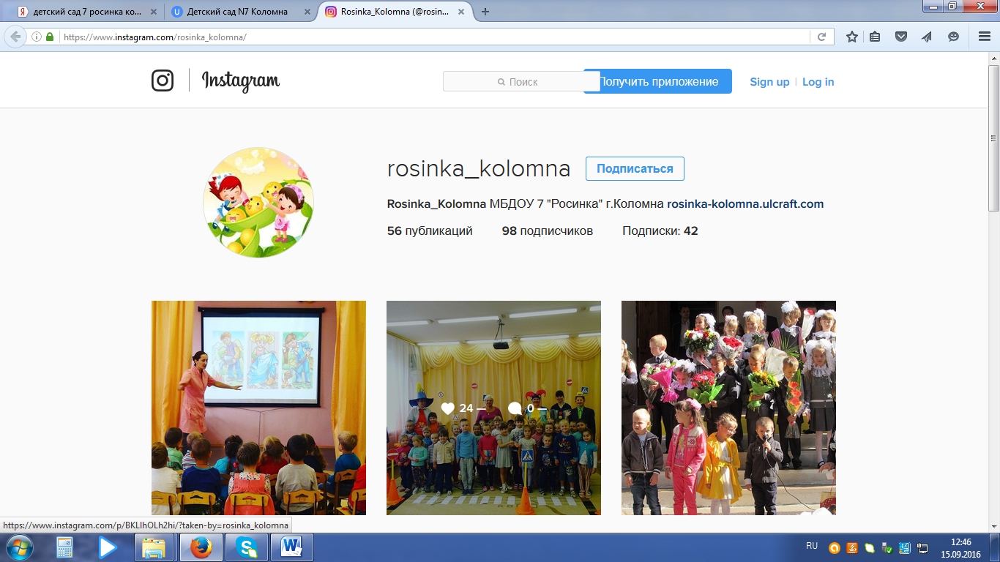 детский сад 7 росинка ко...
Детский сад N7 Коломна
Rosinka_Kolomna (@rosin...
https://www.instagram.com/rosinka_kolomna/
Instagram
Поиск
Получить приложение
Sign up | Log in
rosinka_kolomna
Подписаться
Rosinka_Kolomna МБДОУ 7 "Росинка" г.Коломна rosinka-kolomna.ulcraft.com
56 публикаций 98 подписчиков Подписки: 42
24 — 0 —
https://www.instagram.com/p/BKLIhOLh2hi/?taken-by=rosinka_kolomna
RU
12:46
15.09.2016